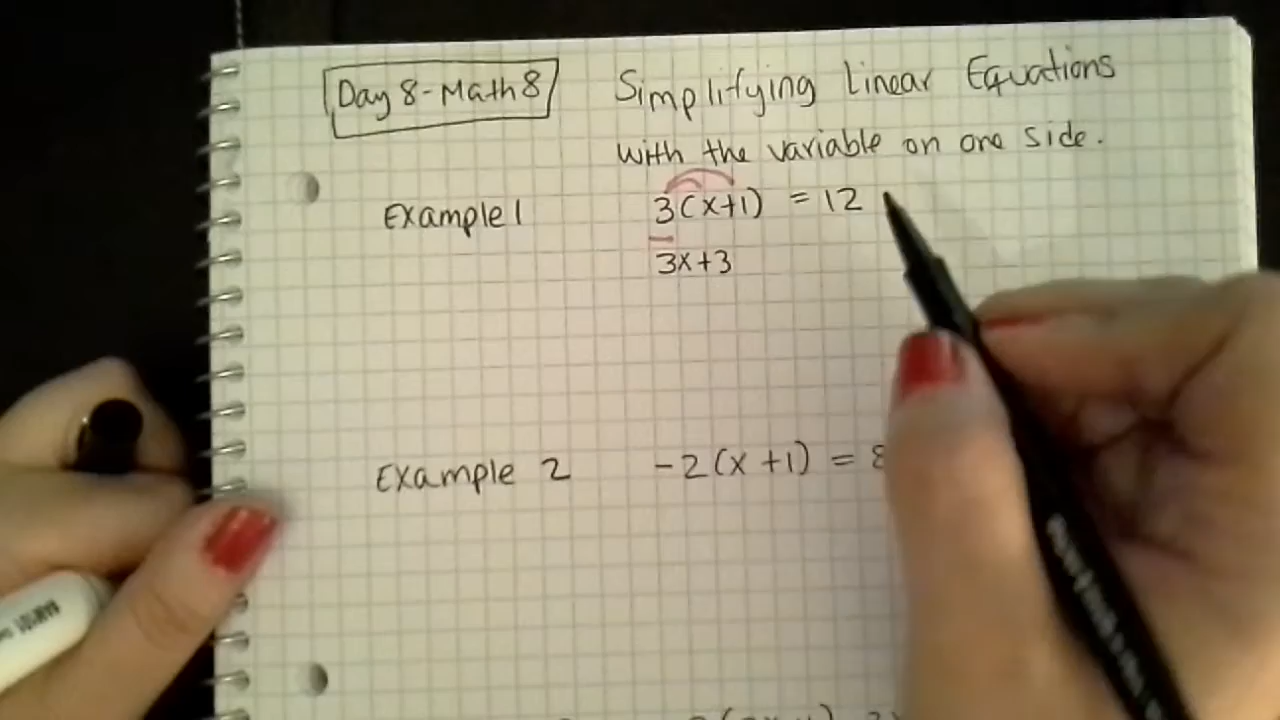 Day 8 - Math 8
Simplifying Linear Equations
with the variable on one side.
Example 1
3(x+1) = 12
3x+3
Example 2
-2(x+1) =